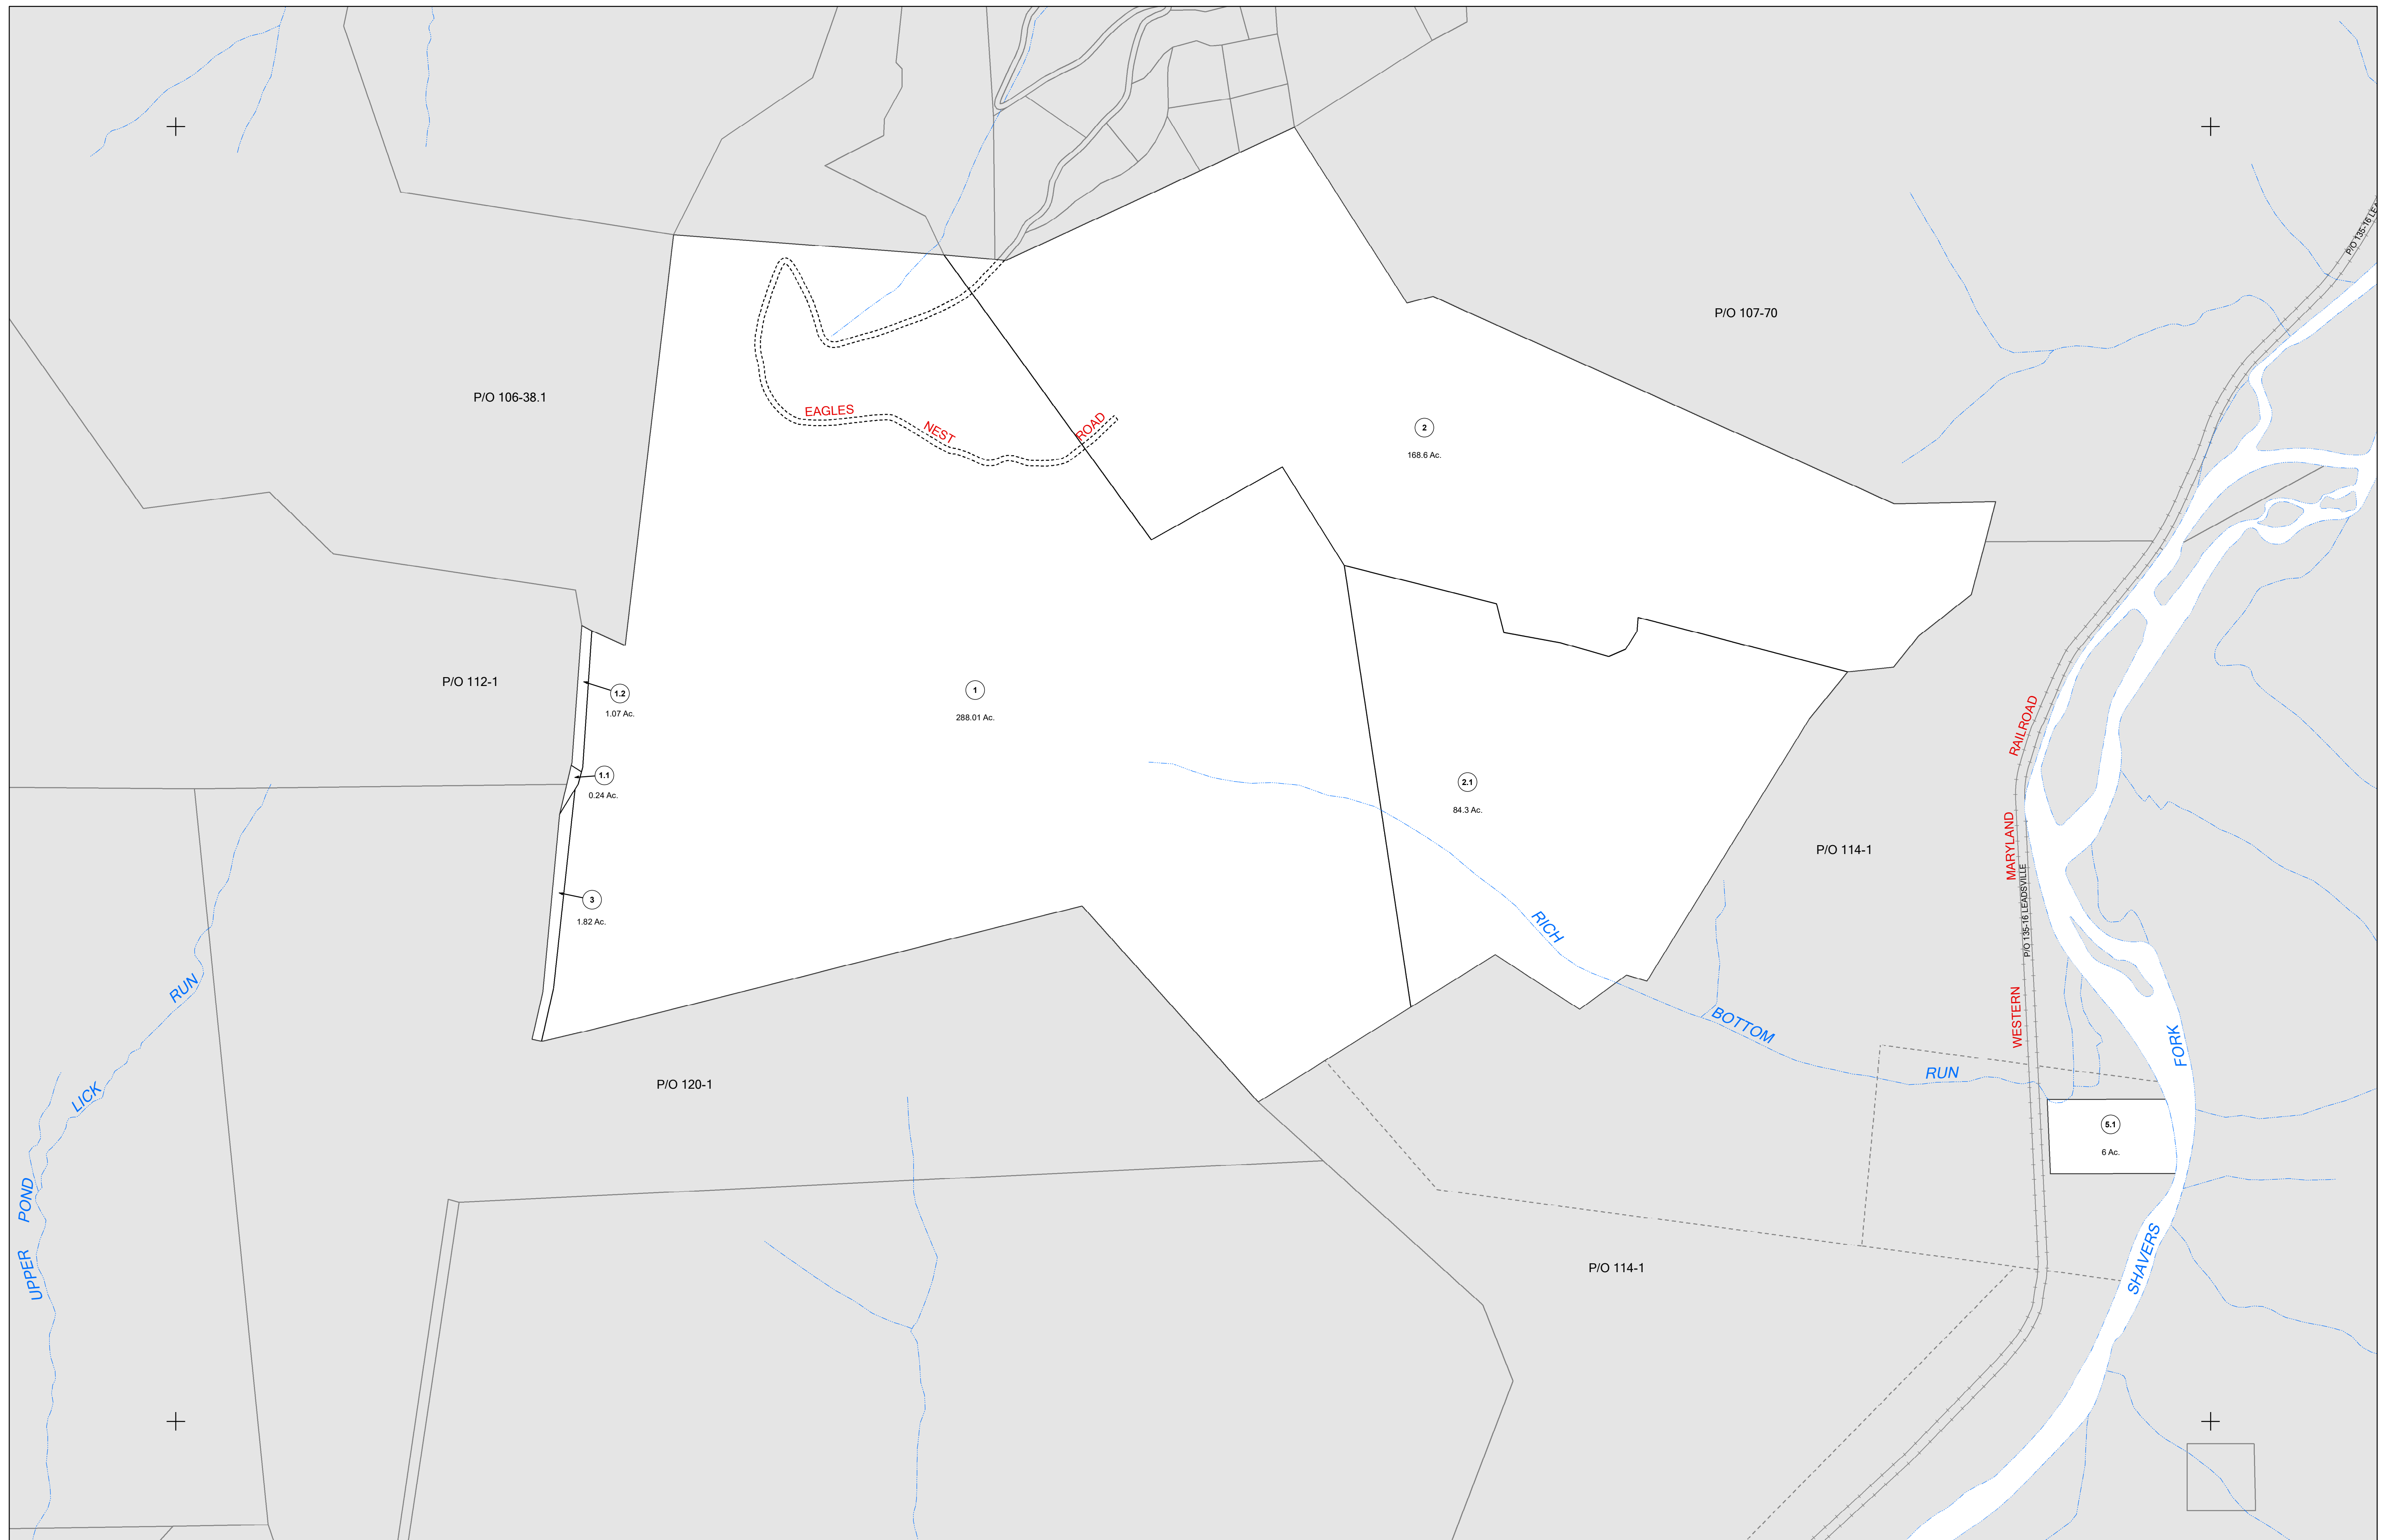 P/O 135-16 LEA
P/O 107-70
P/O 106-38.1
EAGLES NEST ROAD
2
168.6 Ac.
P/O 112-1
1.2
1.07 Ac.
1
288.01 Ac.
1.1
0.24 Ac.
2.1
84.3 Ac.
P/O 114-1
WESTERN MARYLAND RAILROAD
P/O 135-16 LEADSVILLE
3
1.82 Ac.
RICH BOTTOM RUN
UPPER POND LICK RUN
P/O 120-1
5.1
6 Ac.
SHAVERS FORK
P/O 114-1